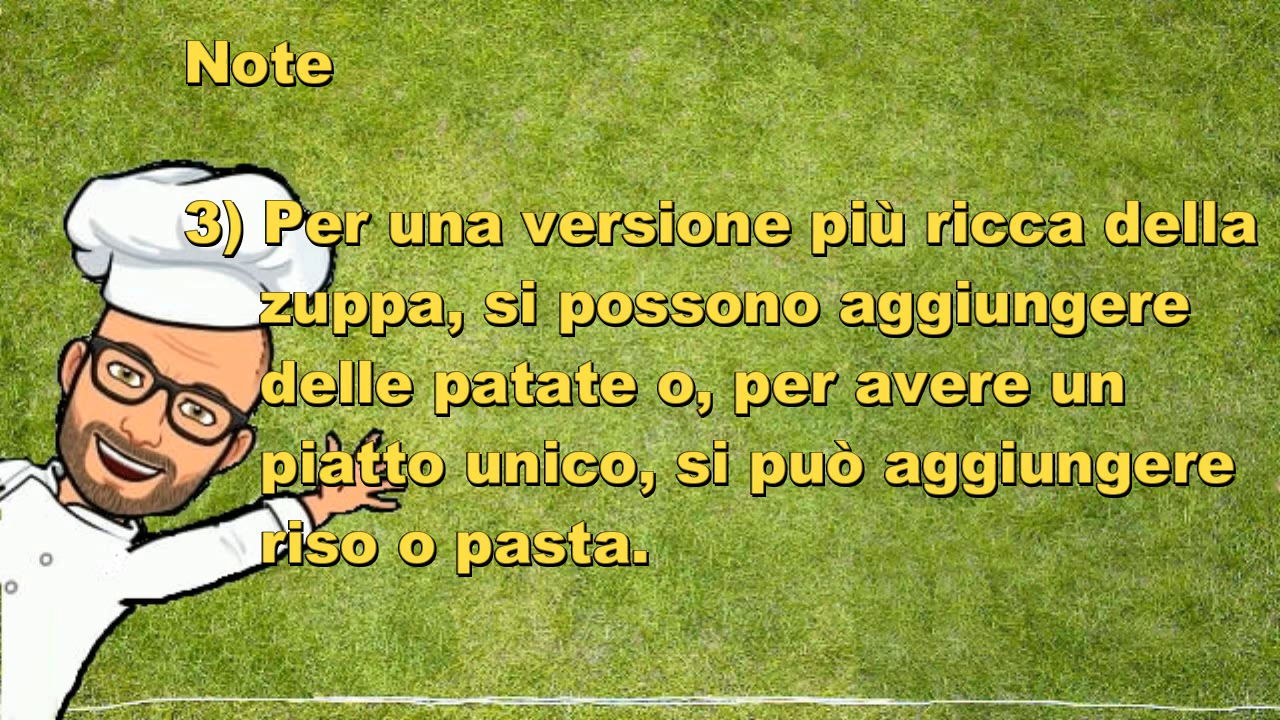 Note
3) Per una versione più ricca della
zuppa, si possono aggiungere
delle patate o, per avere un
piatto unico, si può aggiungere
riso o pasta.